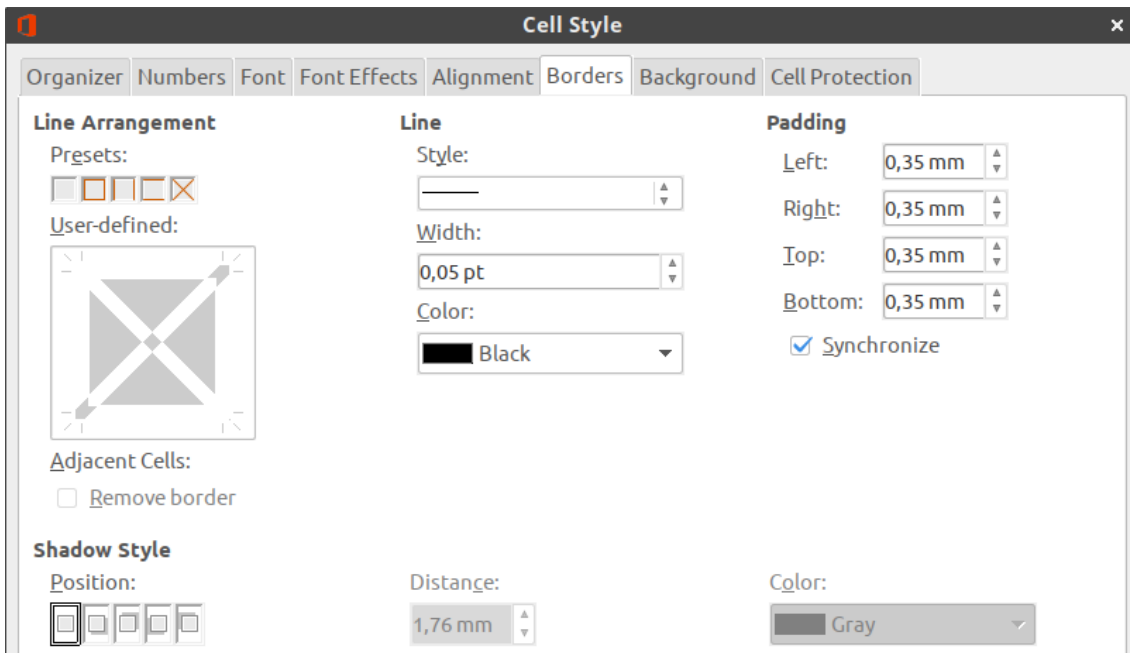 Cell Style
Organizer Numbers Font Font Effects Alignment Borders Background Cell Protection
Line Arrangement
Presets:
User-defined:
Adjacent Cells:
Remove border
Line
Style:
Width:
0,05 pt
Color:
Black
Padding
Left: 0,35 mm
Right: 0,35 mm
Top: 0,35 mm
Bottom: 0,35 mm
Synchronize
Shadow Style
Position:
Distance:
1,76 mm
Color:
Gray